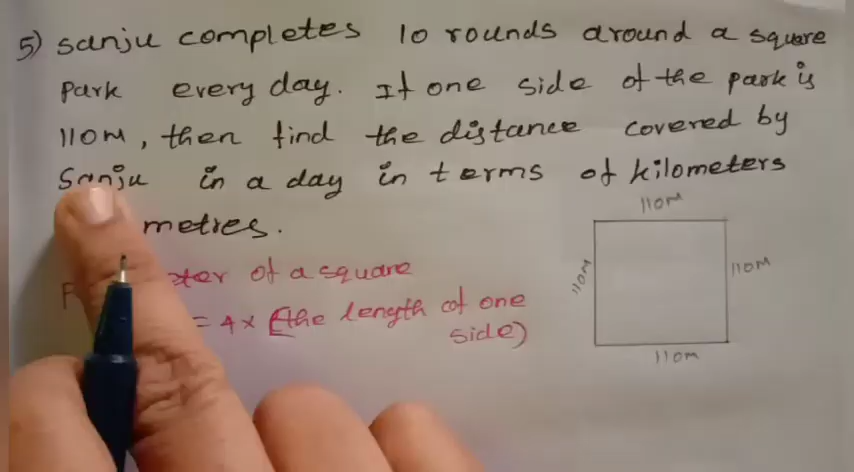 5) Sanju completes 10 rounds around a square
park every day. If one side of the park is
110M, then find the distance covered by
Sanju in a day in terms of kilometers
metres.
of a square
= 4 × (the length of one
side)
110M
110M
110M
110M